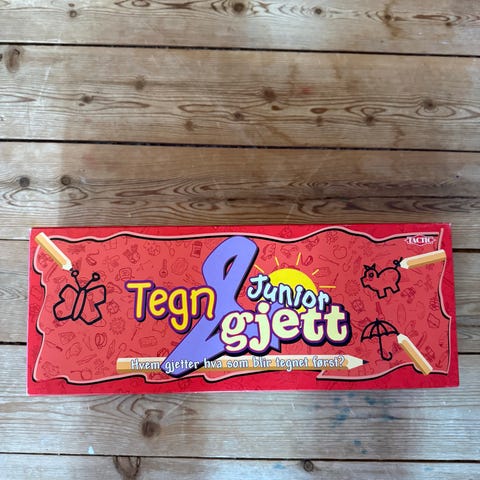 TACTIC
Tegn & Junior
gjett
Hvem gjetter hva som blir tegnet først?